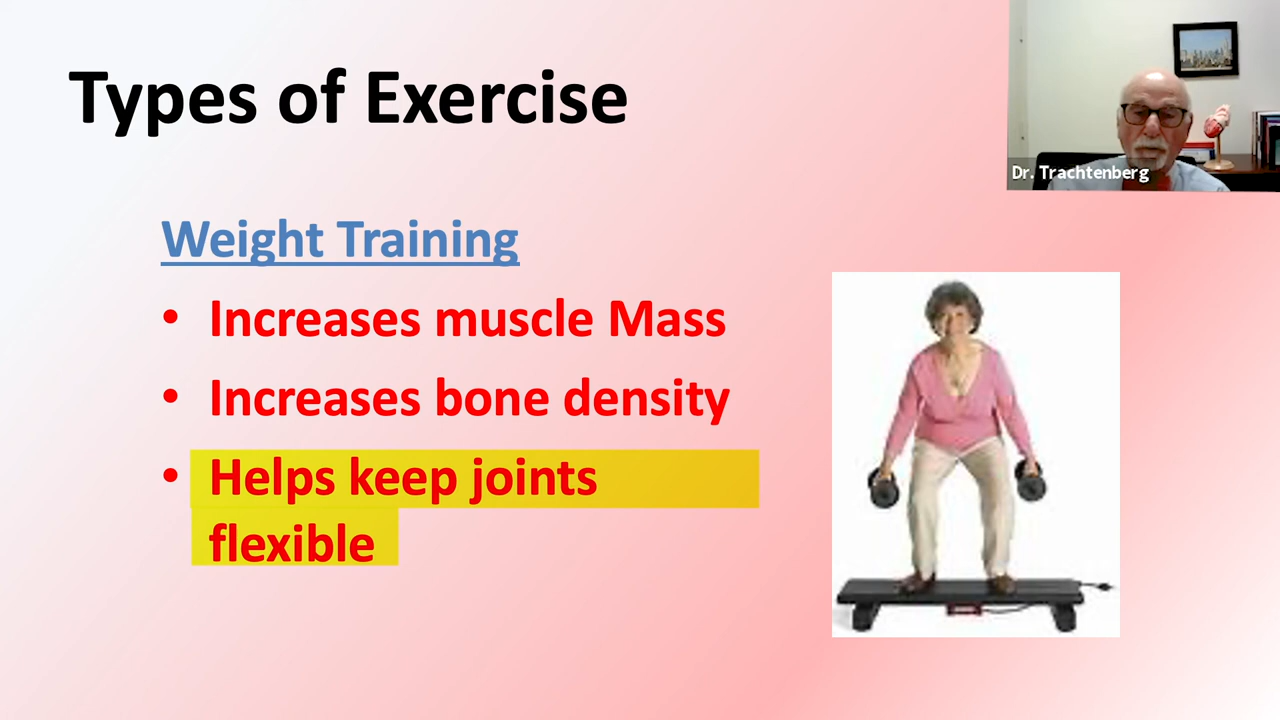 Types of Exercise
Dr. Trachtenberg
Weight Training
• Increases muscle Mass
• Increases bone density
• Helps keep joints
flexible